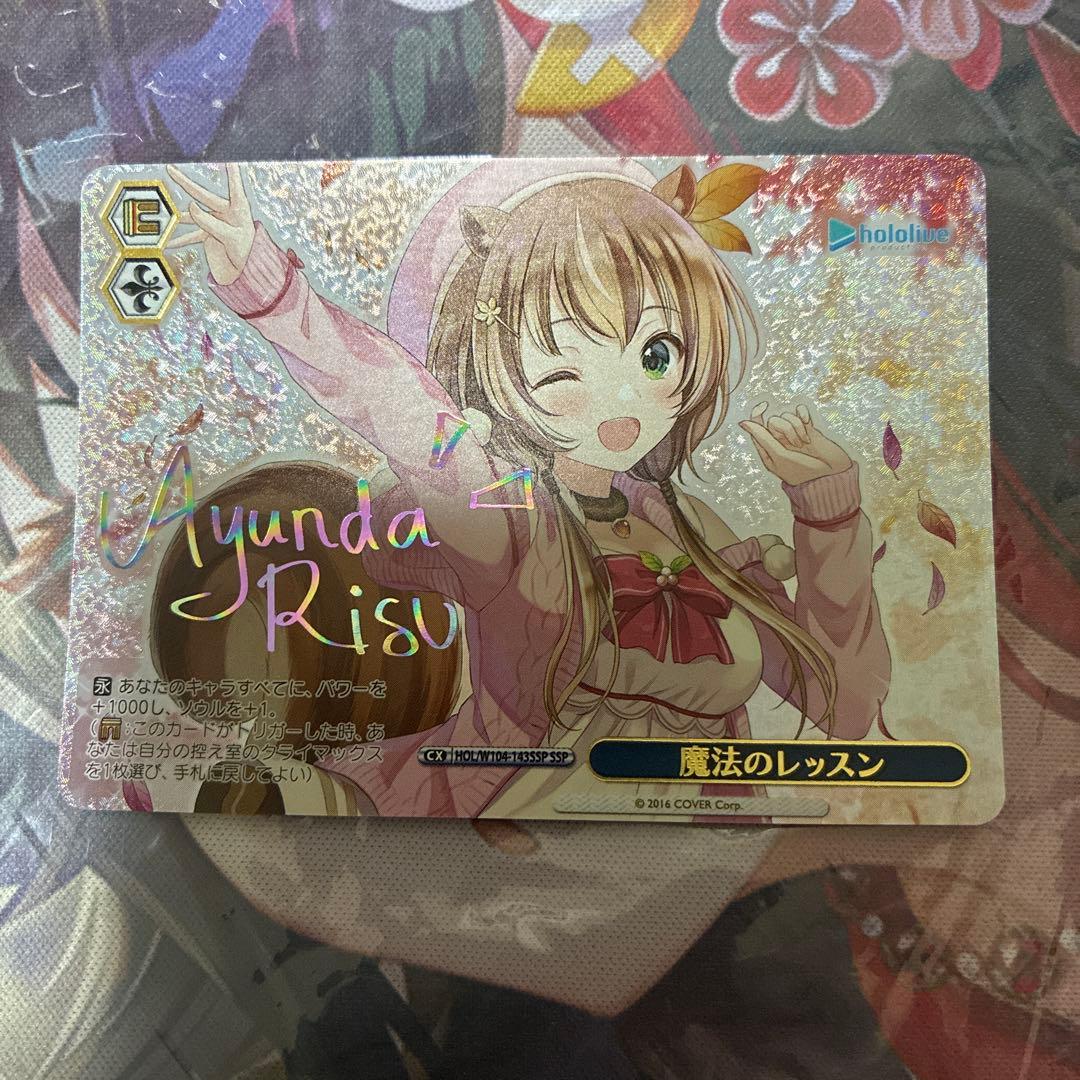 hololive
production
Ayunda
Risu
永 あなたのキャラすべてに、パワーを
+1000し、ソウルを+1。
(:このカードがトリガーした時、あ
なたは自分の控え室のクライマックス
を1枚選び、手札に戻してよい)
CX HOL/W104-143SSP SSP
魔法のレッスン
© 2016 COVER Corp.